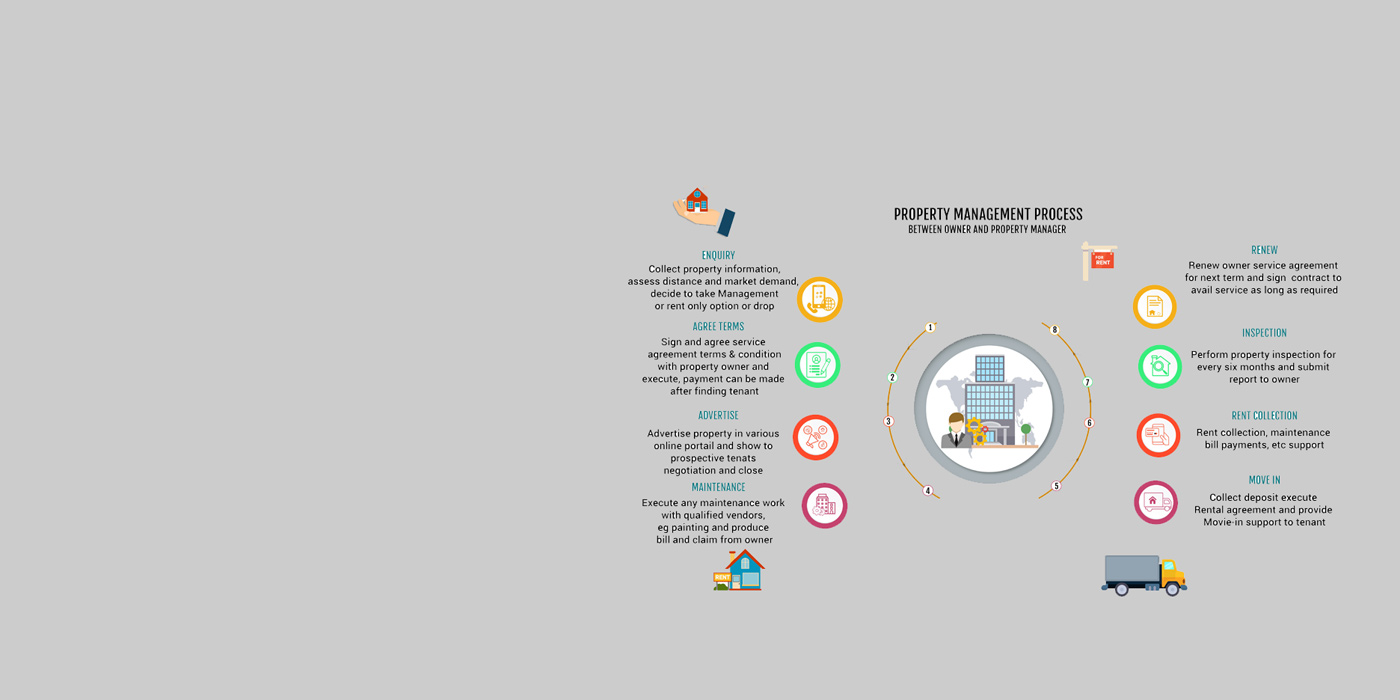 PROPERTY MANAGEMENT PROCESS
BETWEEN OWNER AND PROPERTY MANAGER
ENQUIRY
Collect property information,
assess distance and market demand,
decide to take Management
or rent only option or drop
AGREE TERMS
Sign and agree service
agreement terms & condition
with property owner and
execute, payment can be made
after finding tenant
ADVERTISE
Advertise property in various
online portal and show to
prospective tenats
negotiation and close
MAINTENANCE
Execute any maintenance work
with qualified vendors,
eg painting and produce
bill and claim from owner
RENT
1
2
3
4
8
7
6
5
FOR
RENT
RENEW
Renew owner service agreement
for next term and sign contract to
avail service as long as required
INSPECTION
Perform property inspection for
every six months and submit
report to owner
RENT COLLECTION
Rent collection, maintenance
bill payments, etc support
MOVE IN
Collect deposit execute
Rental agreement and provide
Movie-in support to tenant